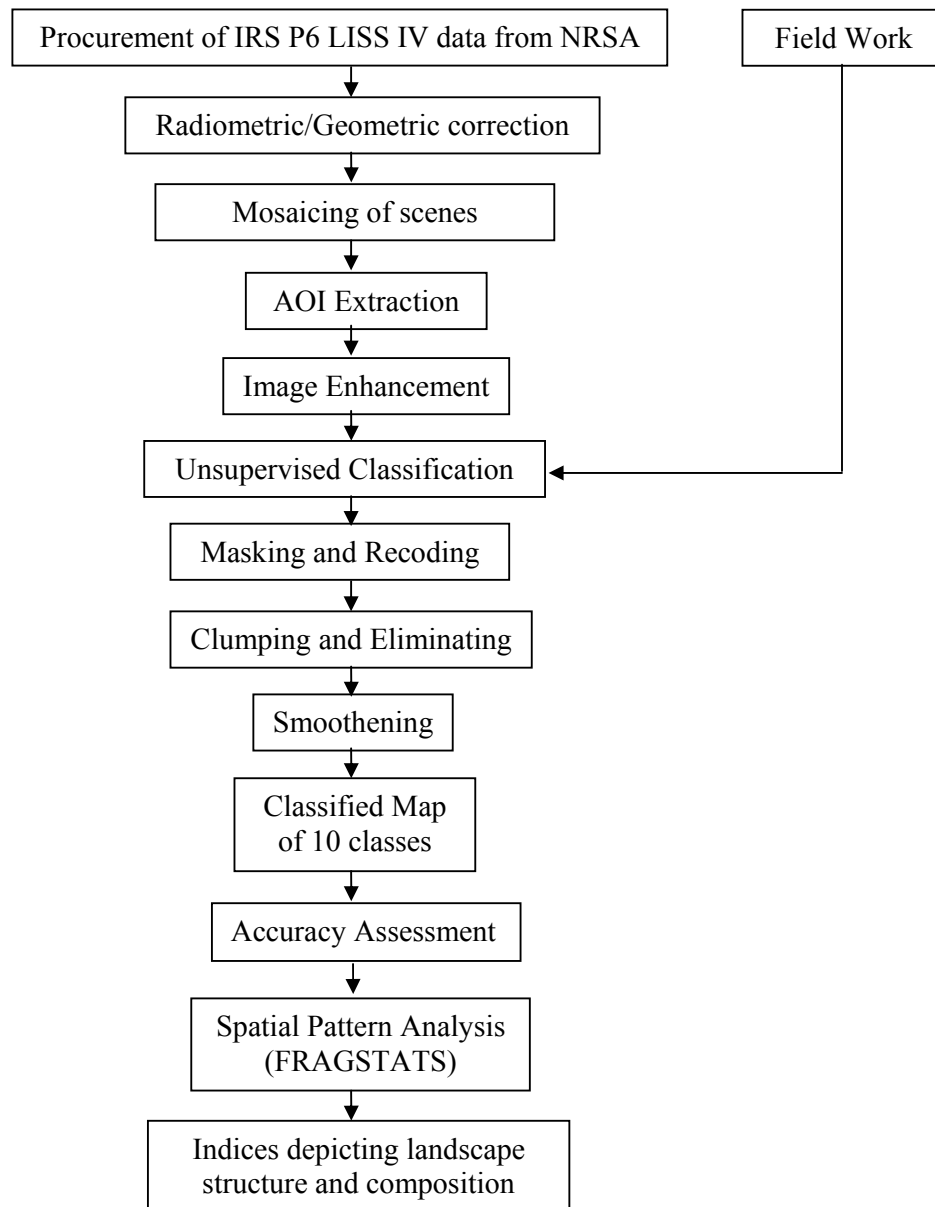 Procurement of IRS P6 LISS IV data from NRSA
Field Work
Radiometric/Geometric correction
Mosaicing of scenes
AOI Extraction
Image Enhancement
Unsupervised Classification
Masking and Recoding
Clumping and Eliminating
Smoothening
Classified Map
of 10 classes
Accuracy Assessment
Spatial Pattern Analysis
(FRAGSTATS)
Indices depicting landscape
structure and composition